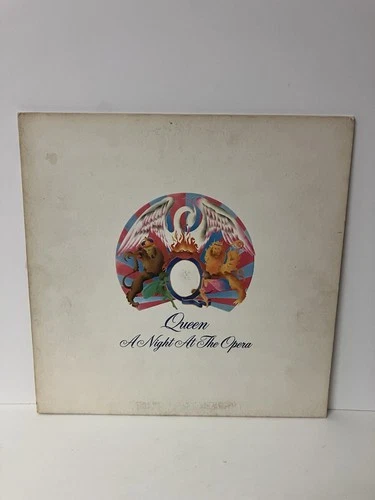 Queen
A Night At The Opera